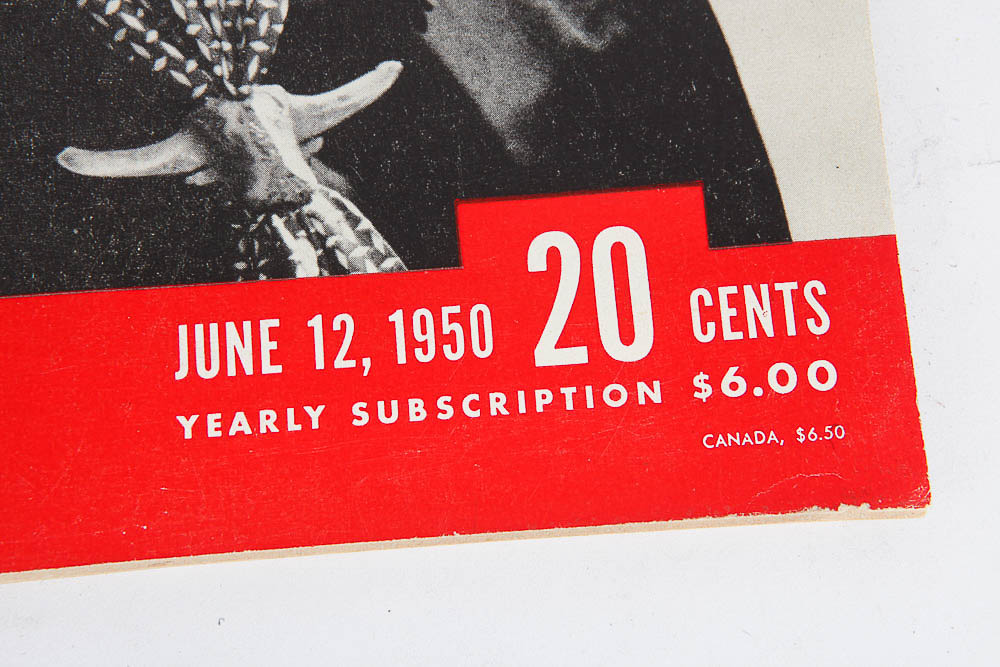 JUNE 12, 1950 20 CENTS
YEARLY SUBSCRIPTION $6.00
CANADA, $6.50